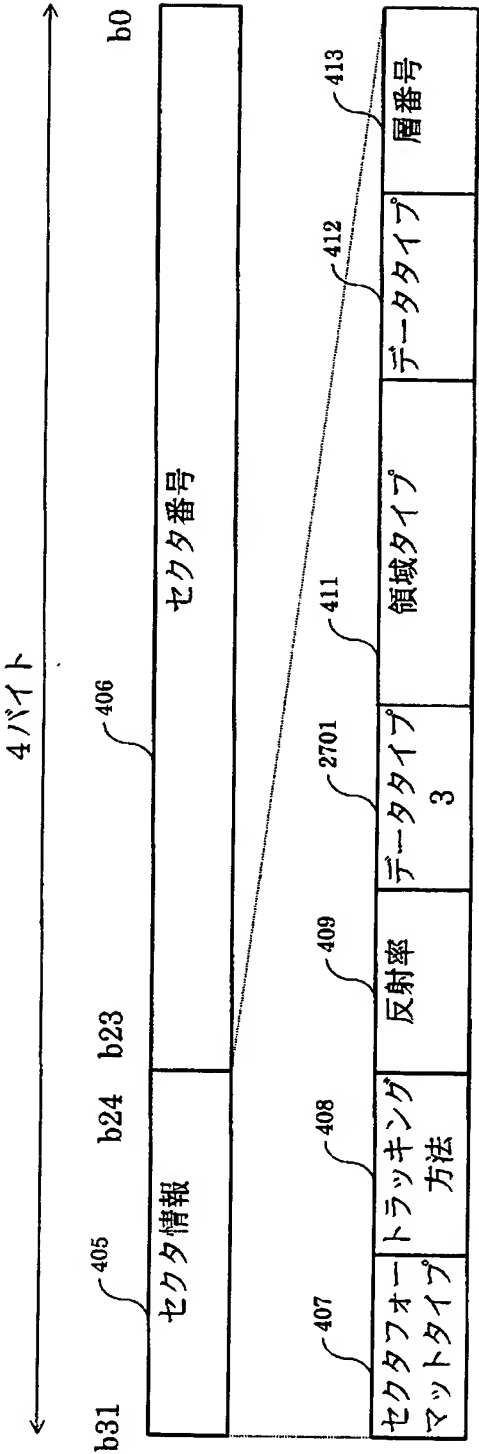 4バイト
b31
b24
b23
b0
405
406
セクタ情報
セクタ番号
407
408
409
2701
411
412
413
セクタフォー
マットタイプ
トラッキング
方法
反射率
データタイプ
3
領域タイプ
データタイプ
層番号